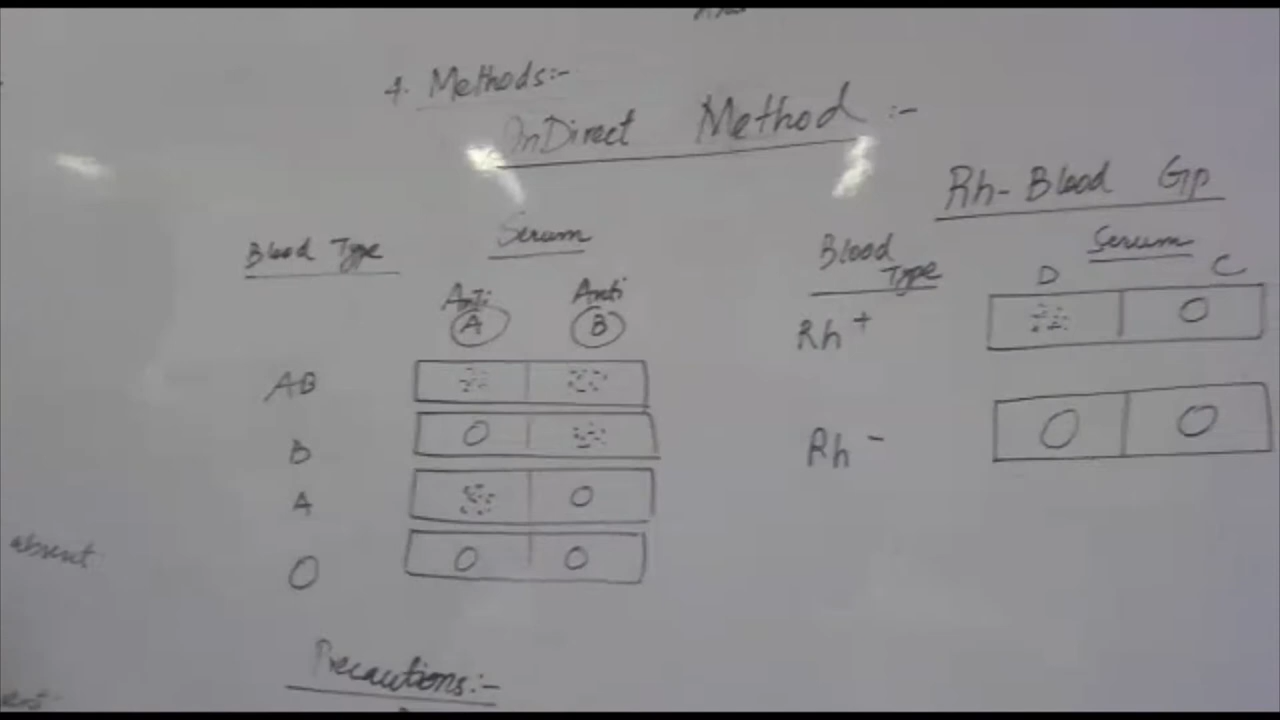 4. Methods:-
InDirect Method :-
Blood Type
Serum
Anti A
Anti B
AB
B
A
O
Rh- Blood Gp
Blood Type
Serum
D C
Rh +
Rh -
absent
Precautions:-